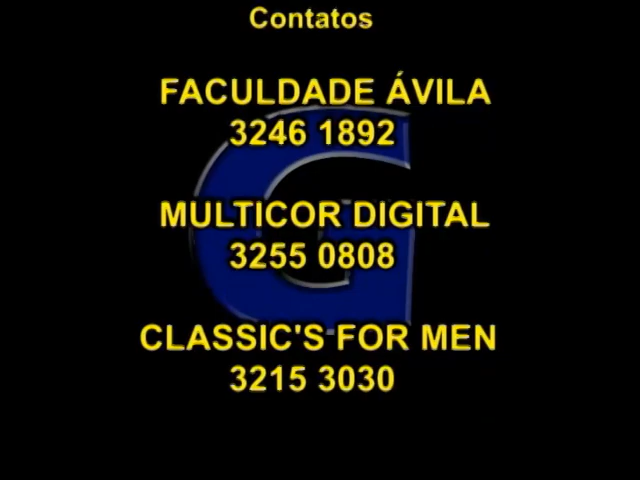 Contatos
FACULDADE ÁVILA
3246 1892
MULTICOR DIGITAL
3255 0808
CLASSIC'S FOR MEN
3215 3030